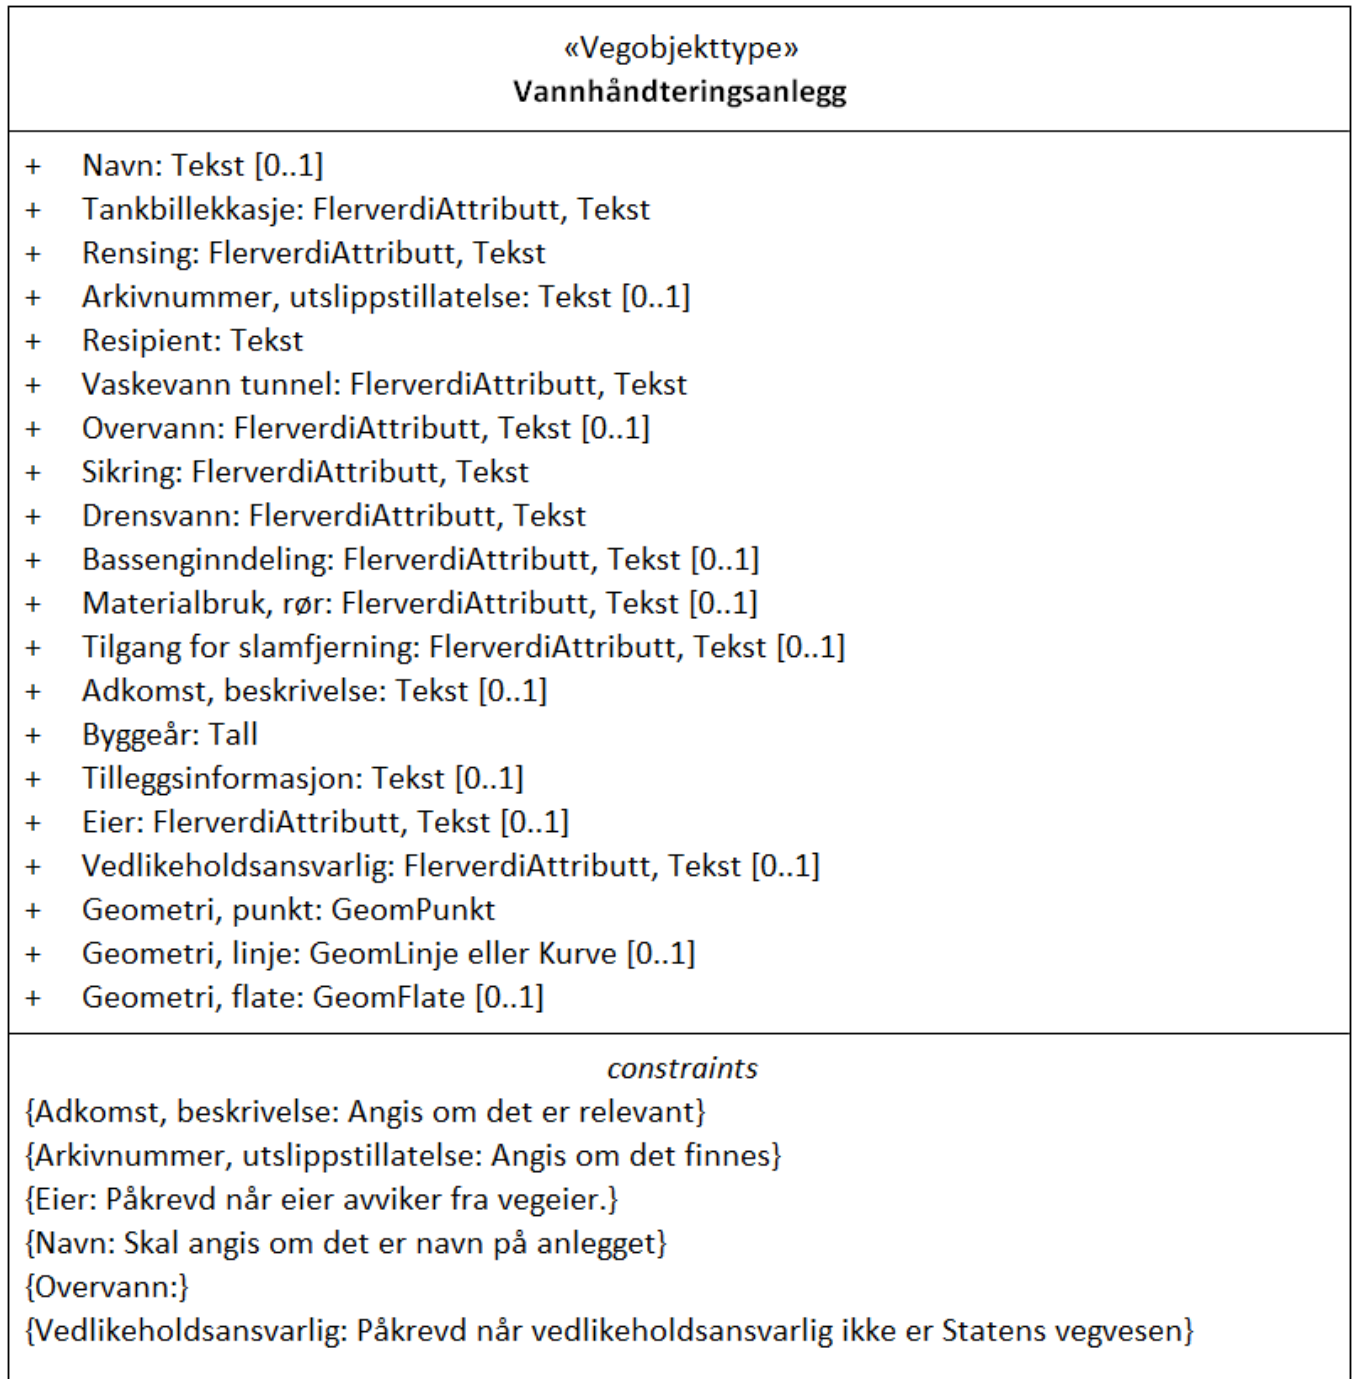 «Vegobjekttype»
Vannhåndteringsanlegg
+ Navn: Tekst [0..1]
+ Tankbillekkasje: FlerverdiAttributt, Tekst
+ Rensing: FlerverdiAttributt, Tekst
+ Arkivnummer, utslippstillatelse: Tekst [0..1]
+ Resipient: Tekst
+ Vaskevann tunnel: FlerverdiAttributt, Tekst
+ Overvann: FlerverdiAttributt, Tekst [0..1]
+ Sikring: FlerverdiAttributt, Tekst
+ Drensvann: FlerverdiAttributt, Tekst
+ Bassenginndeling: FlerverdiAttributt, Tekst [0..1]
+ Materialbruk, rør: FlerverdiAttributt, Tekst [0..1]
+ Tilgang for slamfjerning: FlerverdiAttributt, Tekst [0..1]
+ Adkomst, beskrivelse: Tekst [0..1]
+ Byggeår: Tall
+ Tilleggsinformasjon: Tekst [0..1]
+ Eier: FlerverdiAttributt, Tekst [0..1]
+ Vedlikeholdsansvarlig: FlerverdiAttributt, Tekst [0..1]
+ Geometri, punkt: GeomPunkt
+ Geometri, linje: GeomLinje eller Kurve [0..1]
+ Geometri, flate: GeomFlate [0..1]
constraints
{Adkomst, beskrivelse: Angis om det er relevant}
{Arkivnummer, utslippstillatelse: Angis om det finnes}
{Eier: Påkrevd når eier avviker fra vegeier.}
{Navn: Skal angis om det er navn på anlegget}
{Overvann:}
{Vedlikeholdsansvarlig: Påkrevd når vedlikeholdsansvarlig ikke er Statens vegvesen}